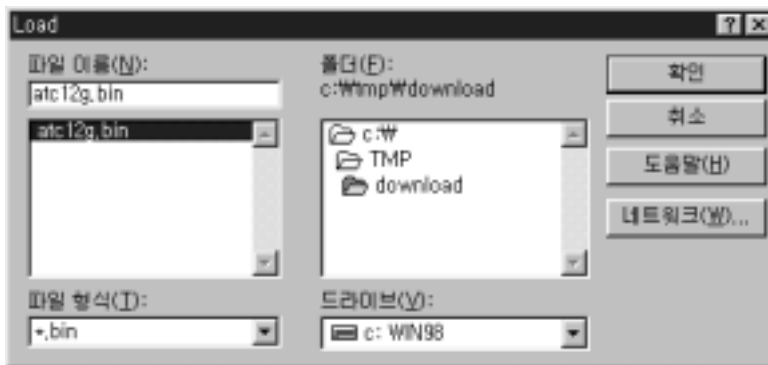 Load
파일 이름(N):
atc12g.bin
atc12g.bin
파일 형식(T):
*.bin
폴더(F):
c:₩tmp₩download
c:₩
TMP
download
드라이브(V):
c: WIN98
확인
취소
도움말(H)
네트워크(W)...